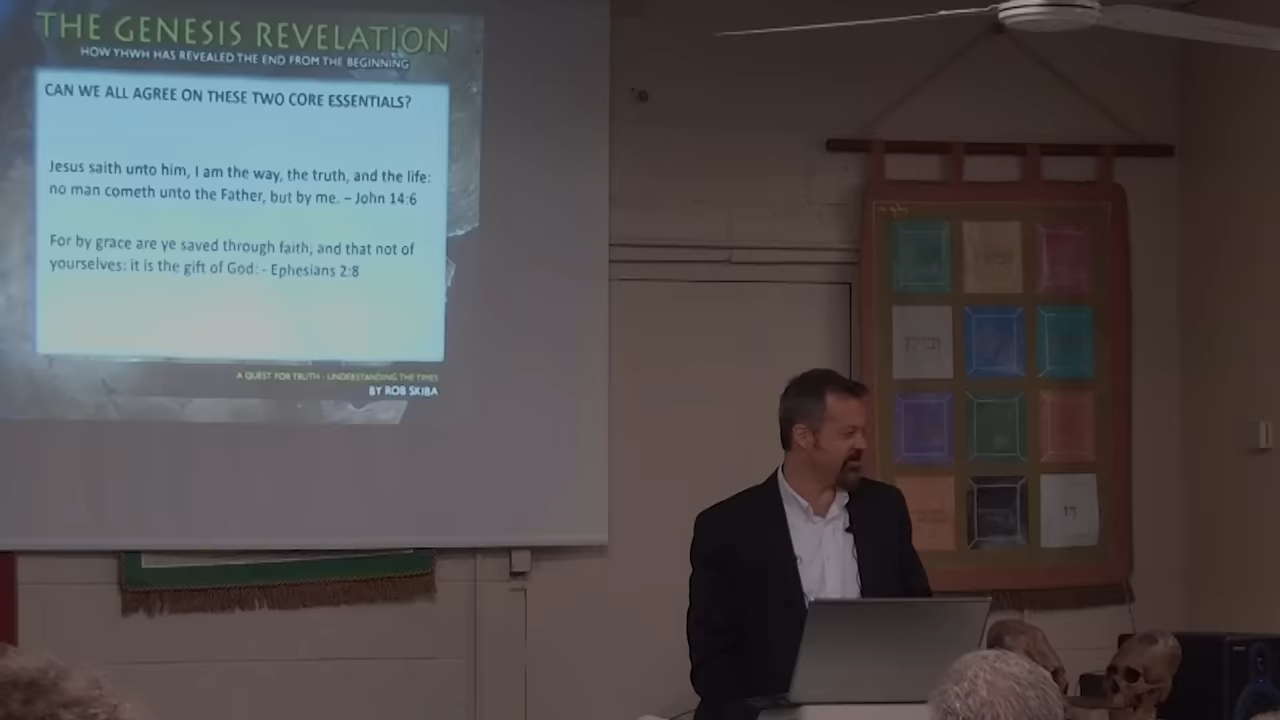 THE GENESIS REVELATION
HOW YHWH HAS REVEALED THE END FROM THE BEGINNING
CAN WE ALL AGREE ON THESE TWO CORE ESSENTIALS?
Jesus saith unto him, I am the way, the truth, and the life:
no man cometh unto the Father, but by me. – John 14:6
For by grace are ye saved through faith; and that not of
yourselves: it is the gift of God: - Ephesians 2:8
A QUEST FOR TRUTH - UNDERSTANDING THE TIMES
BY ROB SKIBA